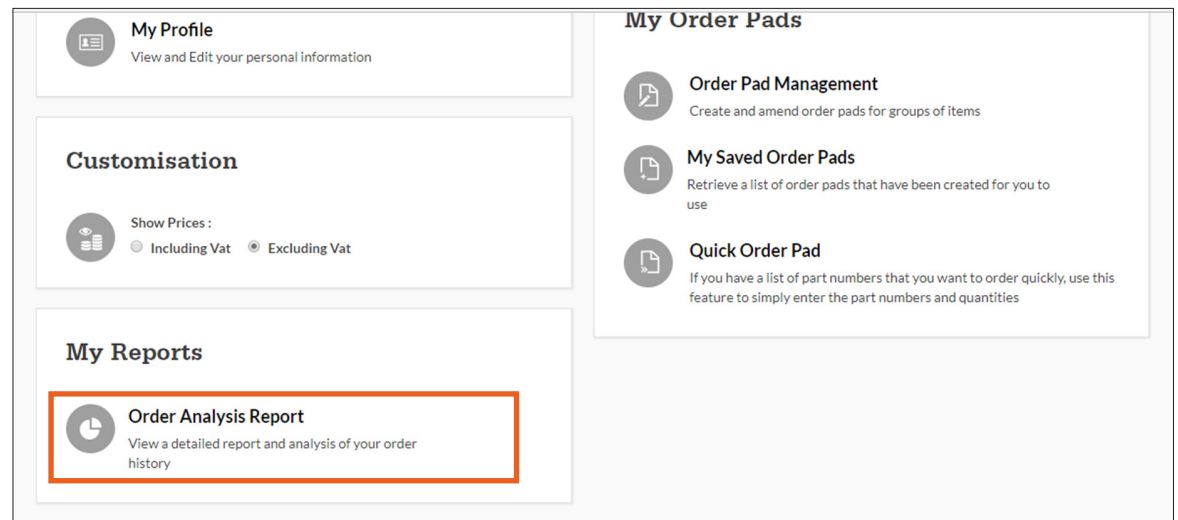 My Profile
View and Edit your personal information
Customisation
Show Prices :
Including Vat Excluding Vat
My Reports
Order Analysis Report
View a detailed report and analysis of your order
history
My Order Pads
Order Pad Management
Create and amend order pads for groups of items
My Saved Order Pads
Retrieve a list of order pads that have been created for you to
use
Quick Order Pad
If you have a list of part numbers that you want to order quickly, use this
feature to simply enter the part numbers and quantities